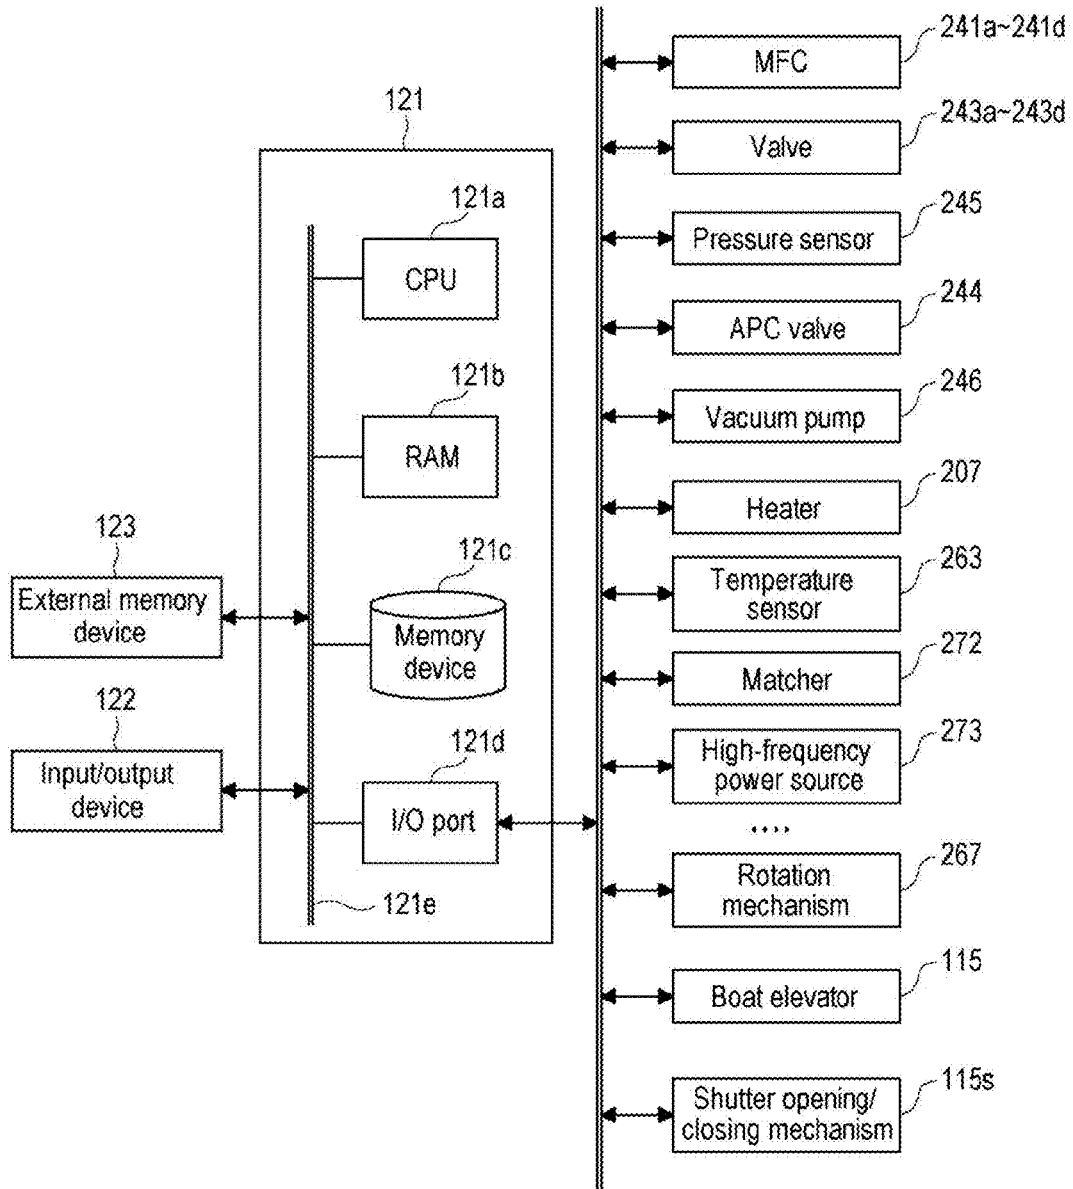 121
121a
CPU
121b
RAM
121c
Memory
device
121d
I/O port
121e
123
External memory
device
122
Input/output
device
241a~241d
MFC
243a~243d
Valve
245
Pressure sensor
244
APC valve
246
Vacuum pump
207
Heater
263
Temperature
sensor
272
Matcher
273
High-frequency
power source
....
267
Rotation
mechanism
115
Boat elevator
115s
Shutter opening/
closing mechanism